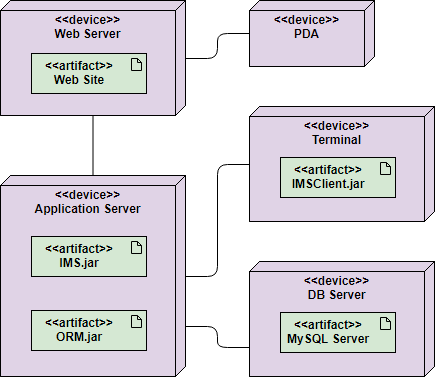 <<device>>
Web Server
<<artifact>>
Web Site
<<device>>
PDA
<<device>>
Terminal
<<artifact>>
IMSClient.jar
<<device>>
Application Server
<<artifact>>
IMS.jar
<<artifact>>
ORM.jar
<<device>>
DB Server
<<artifact>>
MySQL Server